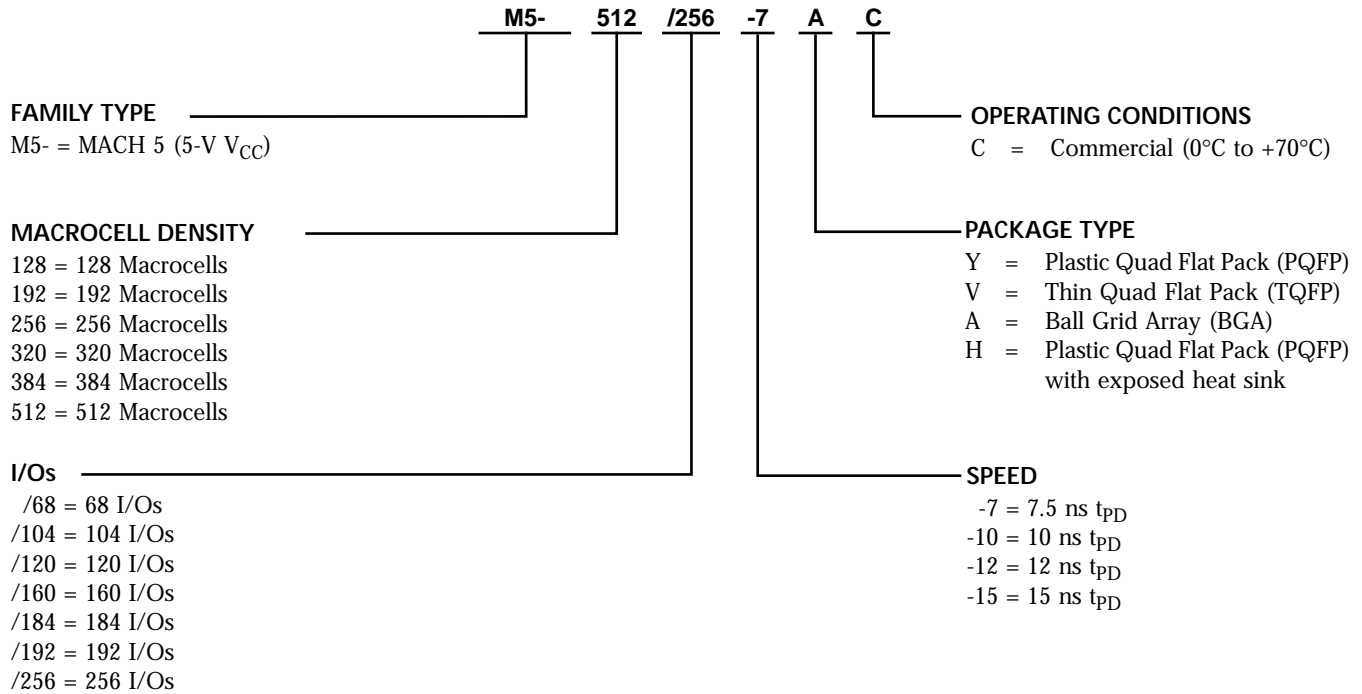 M5- 512 /256 -7 A C
FAMILY TYPE
M5- = MACH 5 (5-V VCC)
MACROCELL DENSITY
128 = 128 Macrocells
192 = 192 Macrocells
256 = 256 Macrocells
320 = 320 Macrocells
384 = 384 Macrocells
512 = 512 Macrocells
I/Os
/68 = 68 I/Os
/104 = 104 I/Os
/120 = 120 I/Os
/160 = 160 I/Os
/184 = 184 I/Os
/192 = 192 I/Os
/256 = 256 I/Os
OPERATING CONDITIONS
C = Commercial (0°C to +70°C)
PACKAGE TYPE
Y = Plastic Quad Flat Pack (PQFP)
V = Thin Quad Flat Pack (TQFP)
A = Ball Grid Array (BGA)
H = Plastic Quad Flat Pack (PQFP)
with exposed heat sink
SPEED
-7 = 7.5 ns tPD
-10 = 10 ns tPD
-12 = 12 ns tPD
-15 = 15 ns tPD